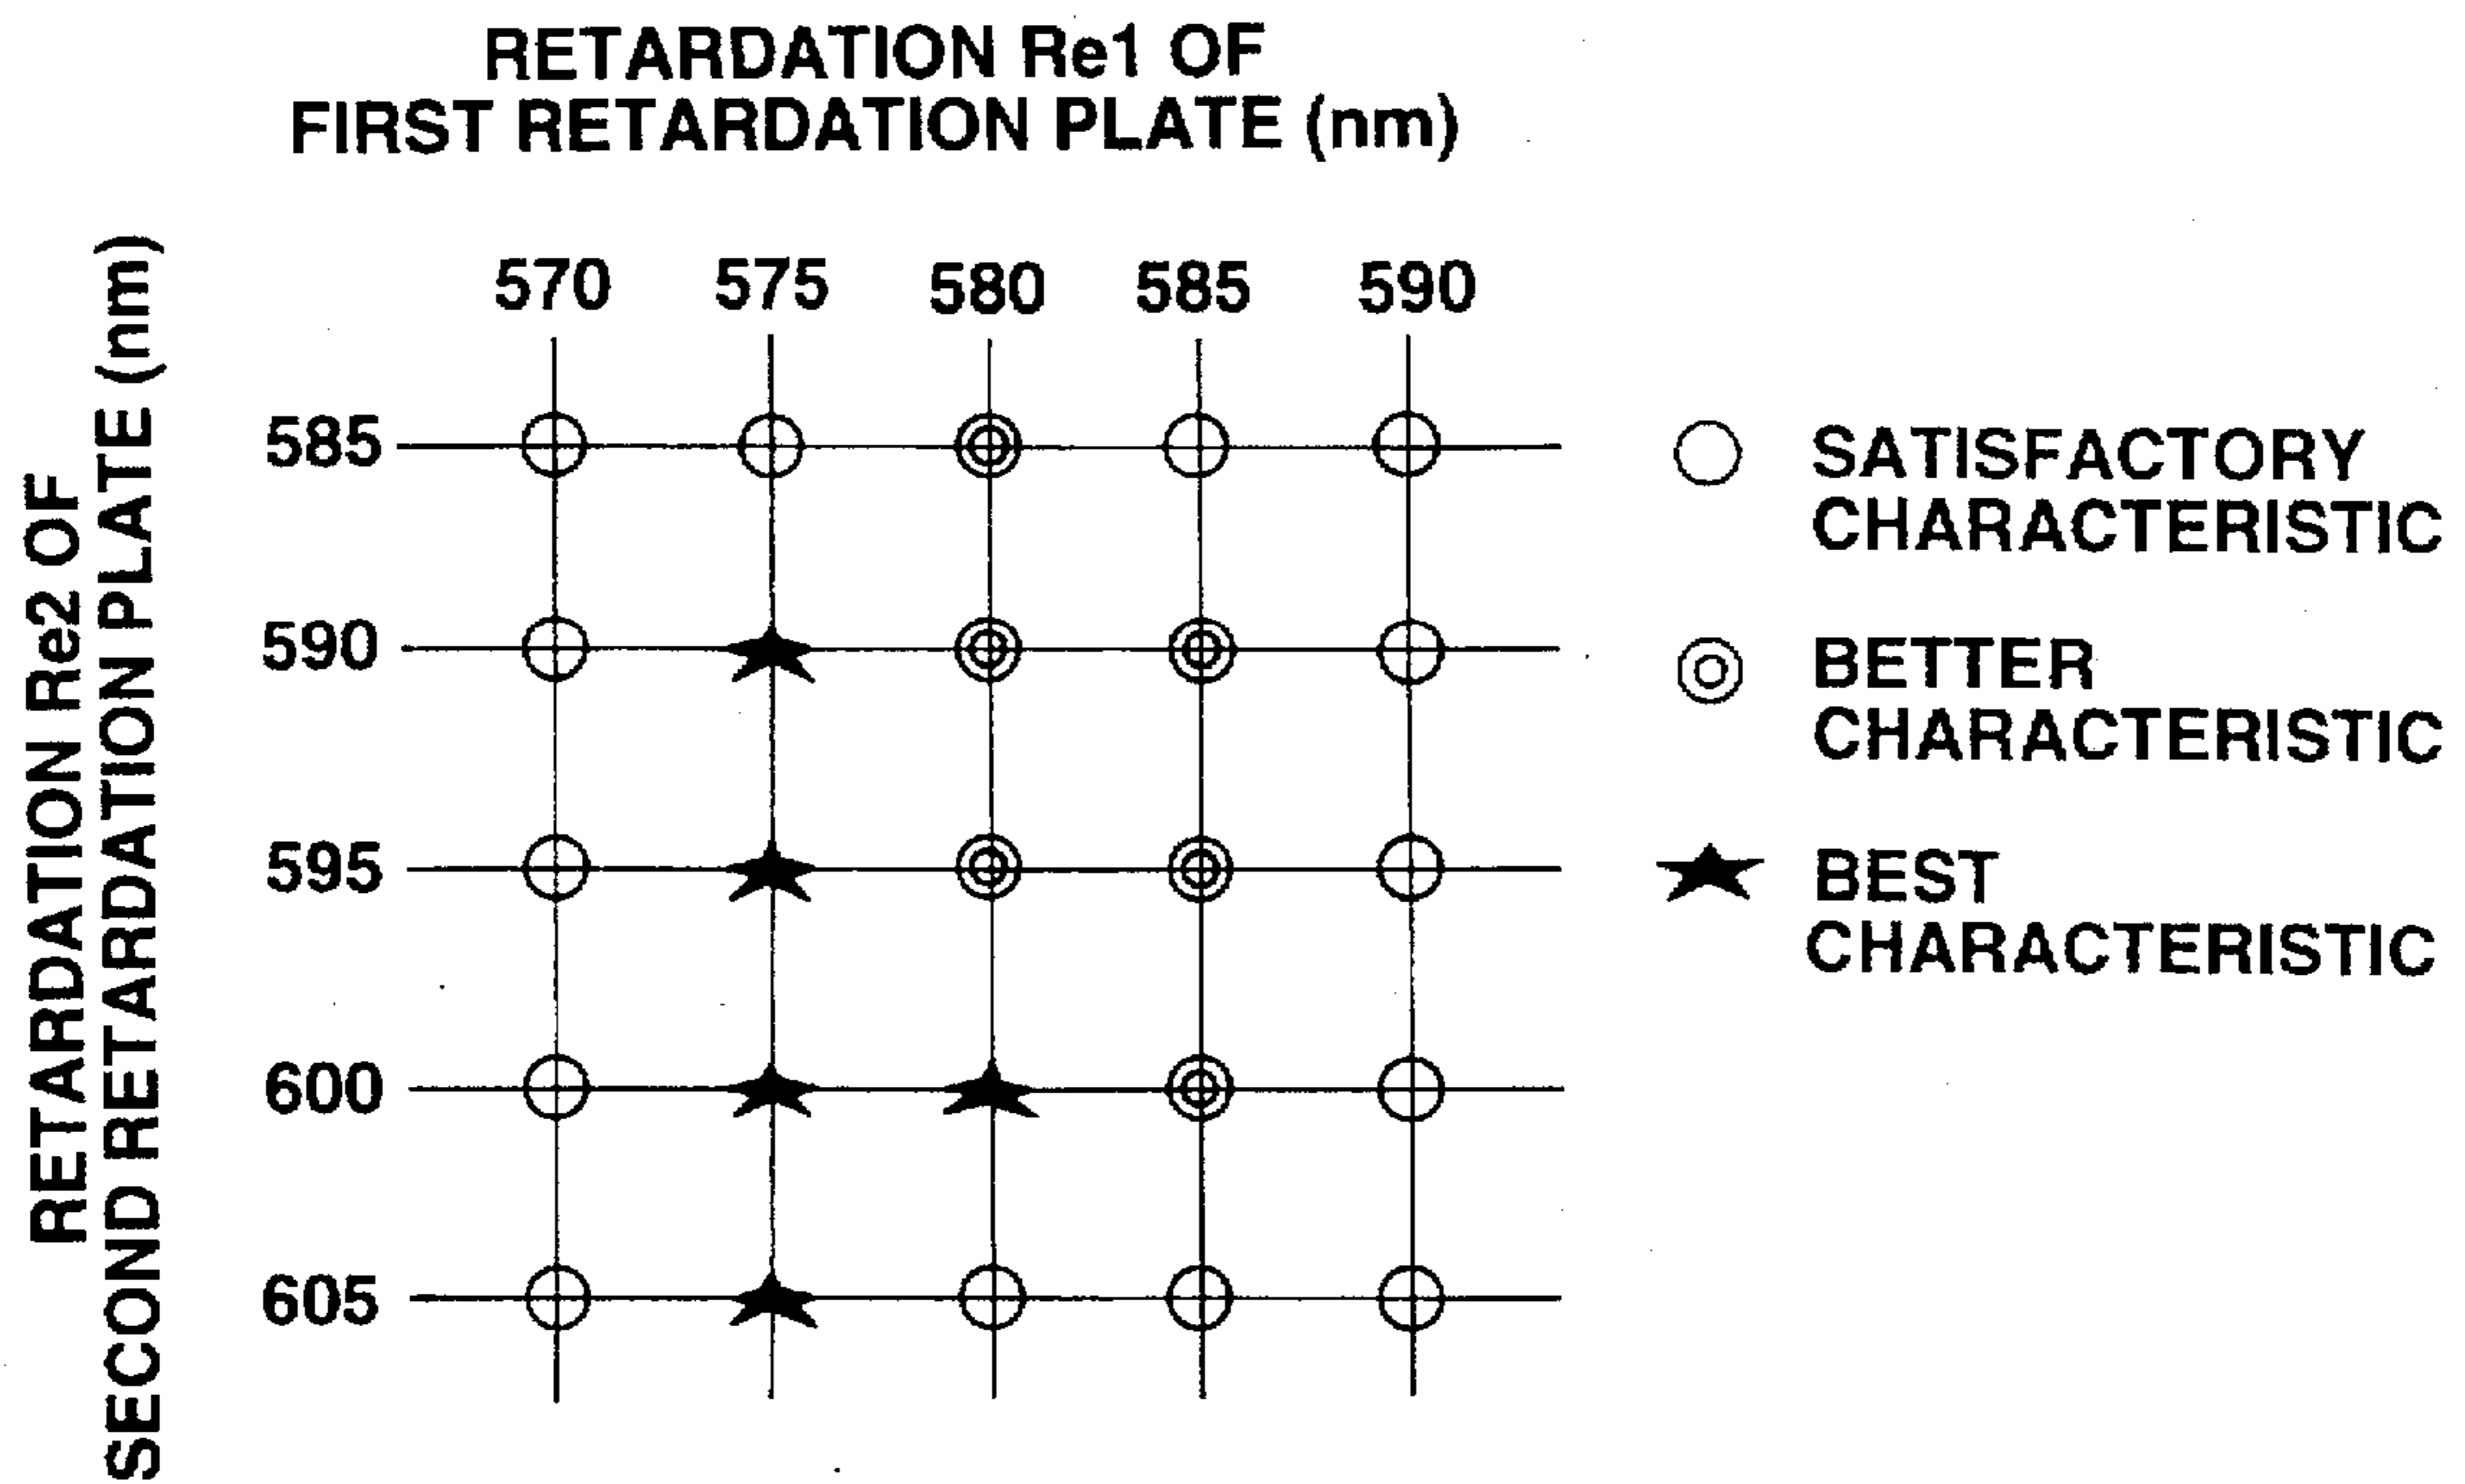 RETARDATION Re1 OF
FIRST RETARDATION PLATE (nm)
RETARDATION Re2 OF
SECOND RETARDATION PLATE (nm)
570 575 580 585 590
585
590
595
600
605
SATISFACTORY
CHARACTERISTIC
BETTER
CHARACTERISTIC
BEST
CHARACTERISTIC